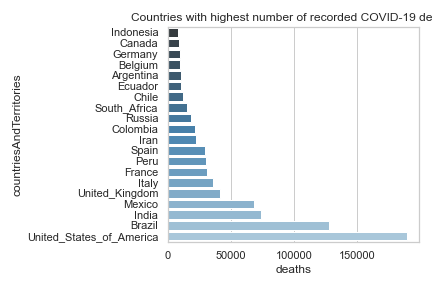 Countries with highest number of recorded COVID-19 de
Indonesia
Canada
Germany
Belgium
Argentina
Ecuador
Chile
South_Africa
Russia
Colombia
Iran
Spain
Peru
France
Italy
United_Kingdom
Mexico
India
Brazil
United_States_of_America
countriesAndTerritories
0 50000 100000 150000
deaths